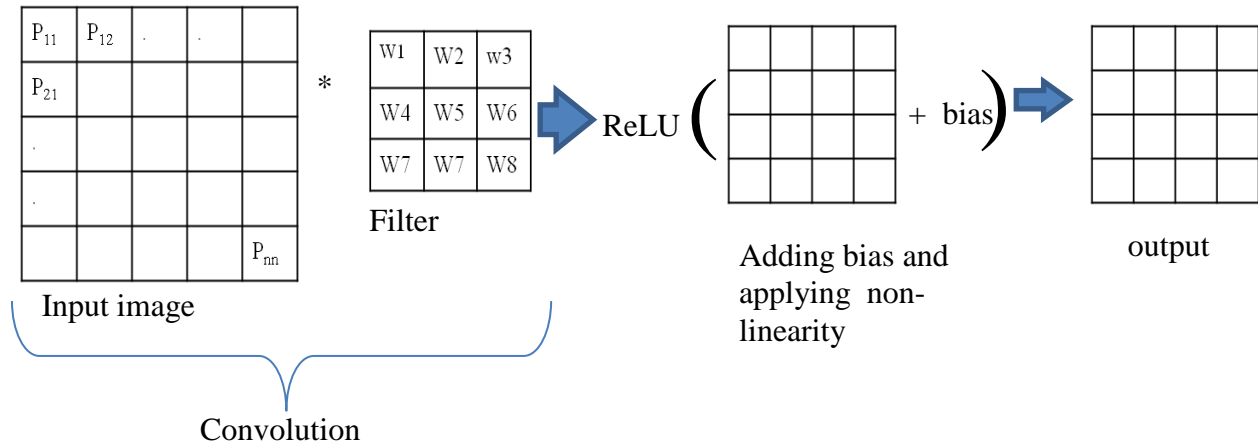 P11 P12 . .
P21
.
.
Pnn
Input image
*
W1 W2 w3
W4 W5 W6
W7 W7 W8
Filter
Convolution
ReLU ( + bias)
Adding bias and
applying non-
linearity
output